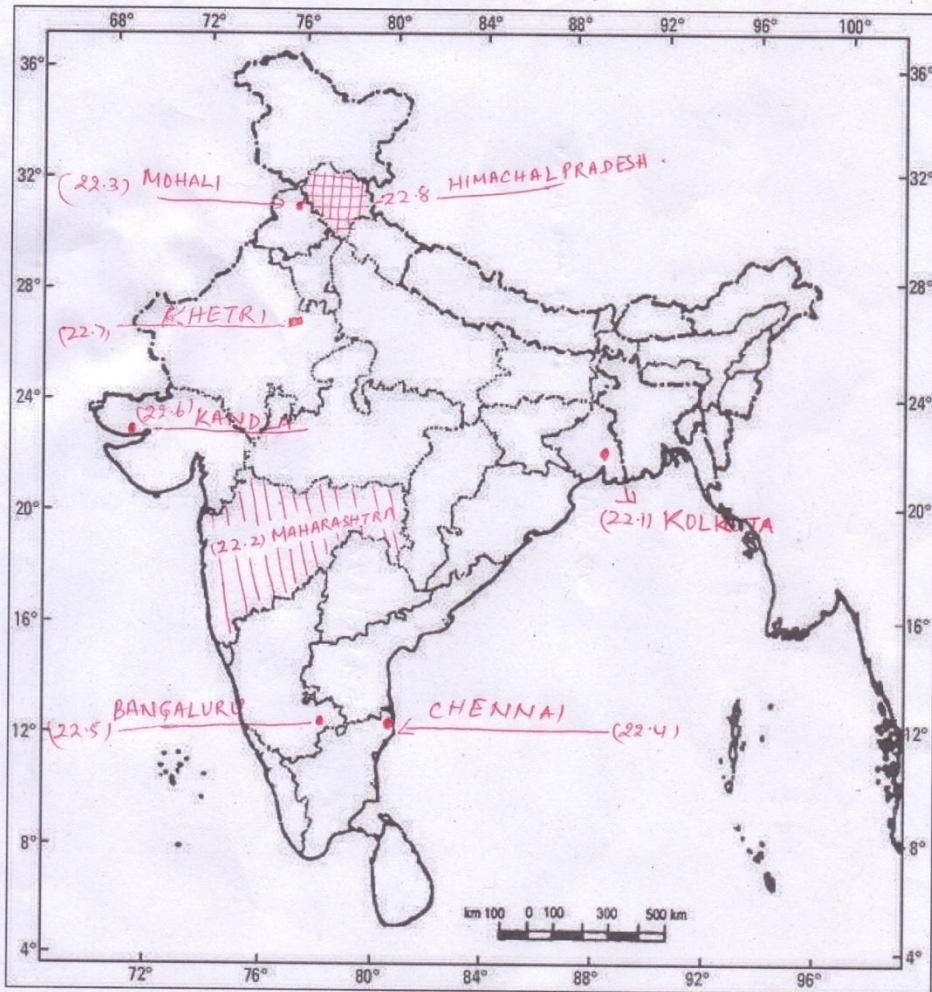 68° 72° 76° 80° 84° 88° 92° 96° 100°
36° 36°
(22.3) MOHALI
32° 32°
22.8 HIMACHAL PRADESH.
28° 28°
KHETRI
(22.7)
24° 24°
(22.6) KANDLA
20° 20°
(22.2) MAHARASHTRA
(22.1) KOLKATA
16° 16°
BANGALURU
(22.5)
CHENNAI
(22.4)
12° 12°
8° 8°
km 100 0 100 300 500 km
4° 4°
72° 76° 80° 84° 88° 92° 96°